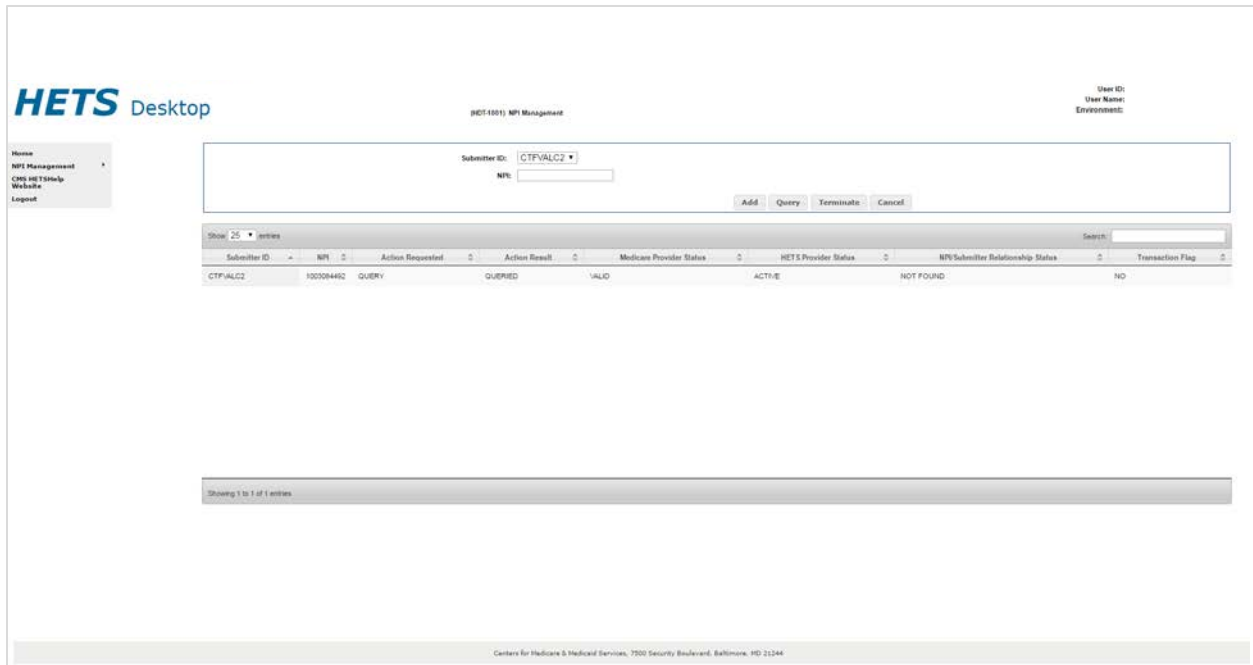 HETS Desktop
(HDT-1001) NPI Management
User ID:
User Name:
Environment:
Home
NPI Management
CMS HETSHelp
Website
Logout
Submitter ID: CTFVALC2
NPI:
Add Query Terminate Cancel
Show 25 entries Search:
Submitter ID NPI Action Requested Action Result Medicare Provider Status HETS Provider Status NPI/Submitter Relationship Status Transaction Flag
CTFVALC2 QUERY QUERIED VALID ACTIVE NOT FOUND NO
Showing 1 to 1 of 1 entries
Centers for Medicare & Medicaid Services, 7500 Security Boulevard, Baltimore, MD 21244